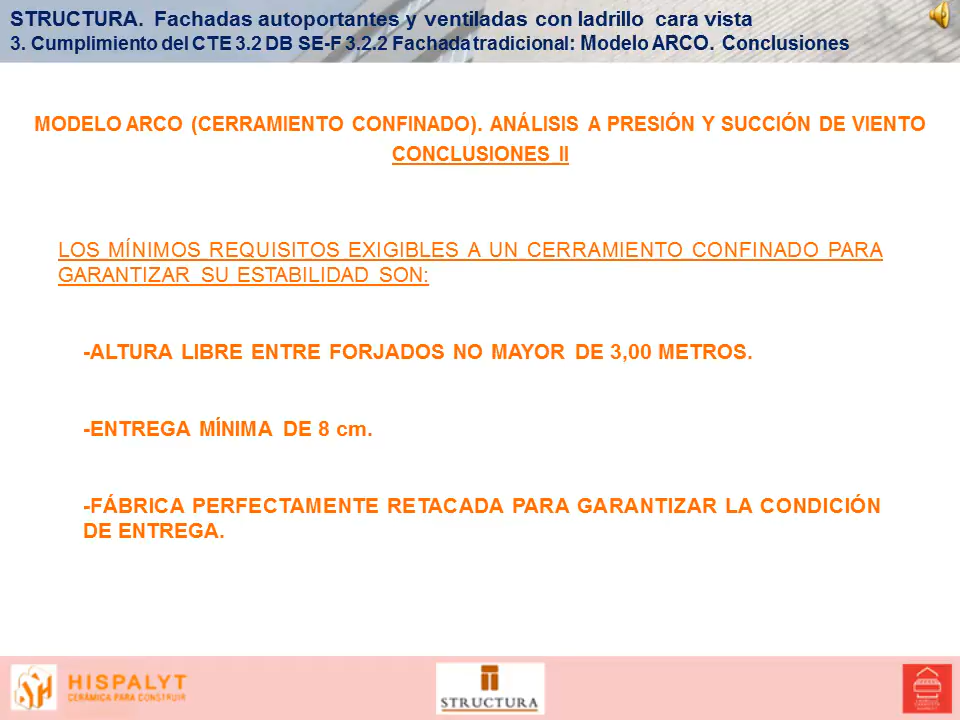 STRUCTURA. Fachadas autoportantes y ventiladas con ladrillo cara vista
3. Cumplimiento del CTE 3.2 DB SE-F 3.2.2 Fachada tradicional: Modelo ARCO. Conclusiones
MODELO ARCO (CERRAMIENTO CONFINADO). ANÁLISIS A PRESIÓN Y SUCCIÓN DE VIENTO
CONCLUSIONES II
LOS MÍNIMOS REQUISITOS EXIGIBLES A UN CERRAMIENTO CONFINADO PARA
GARANTIZAR SU ESTABILIDAD SON:
-ALTURA LIBRE ENTRE FORJADOS NO MAYOR DE 3,00 METROS.
-ENTREGA MÍNIMA DE 8 cm.
-FÁBRICA PERFECTAMENTE RETACADA PARA GARANTIZAR LA CONDICIÓN
DE ENTREGA.
HISPALYT
CERÁMICA PARA CONSTRUIR
STRUCTURA